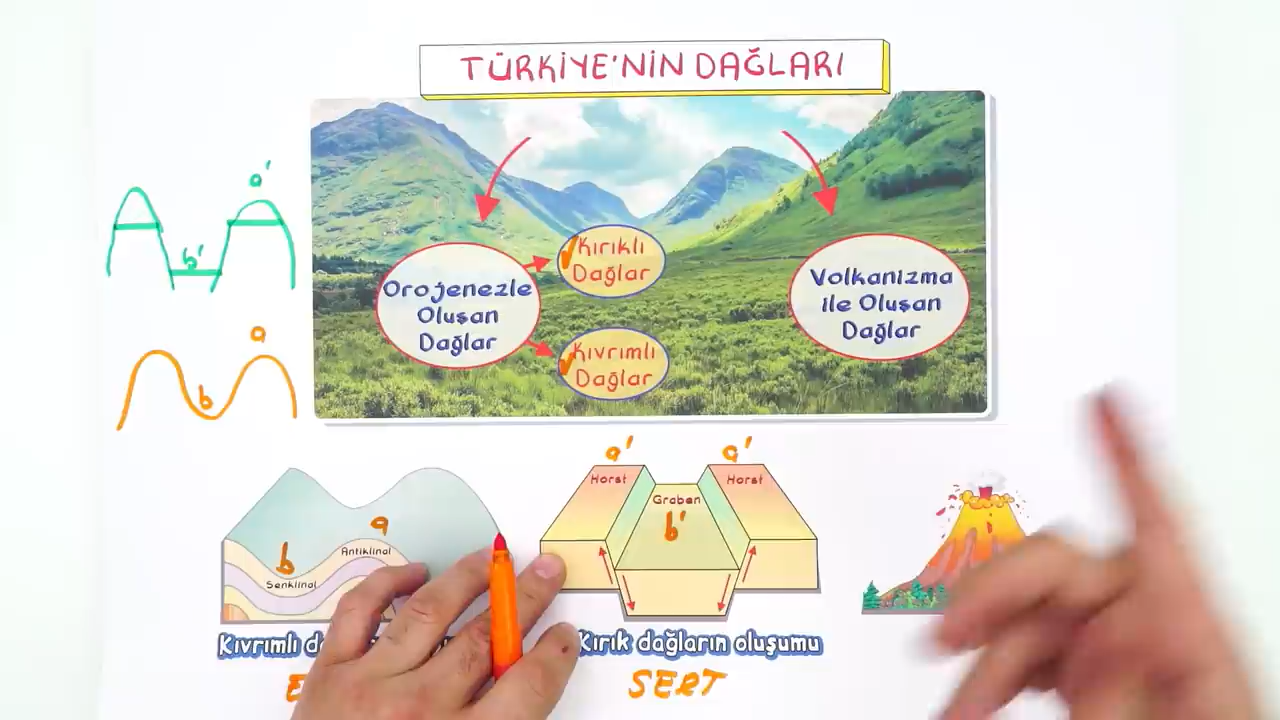 TÜRKİYE'NİN DAĞLARI
a'
b'
Orojenezle
Oluşan
Dağlar
Kırıklı
Dağlar
Kıvrımlı
Dağlar
Volkanizma
ile Oluşan
Dağlar
a
b
a' a'
Horst Horst
Graben
b'
a
b
Antiklinal
Senklinal
Kıvrımlı
Kırık dağların oluşumu
SERT